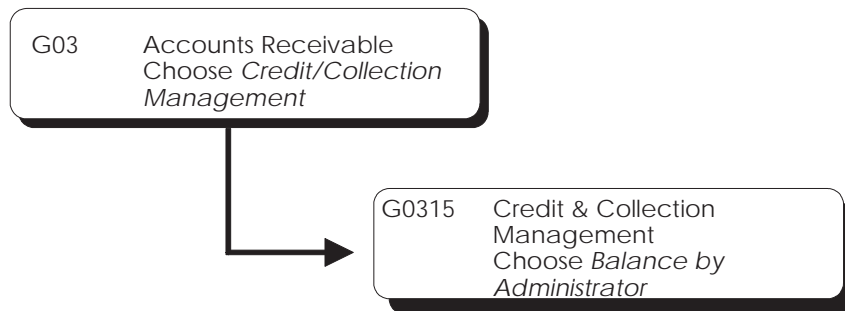 G03 Accounts Receivable
Choose Credit/Collection
Management
G0315 Credit & Collection
Management
Choose Balance by
Administrator